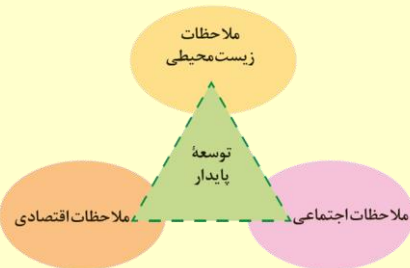 ملاحظات
زیست‌محیطی
توسعهٔ
پایدار
ملاحظات اجتماعی
ملاحظات اقتصادی